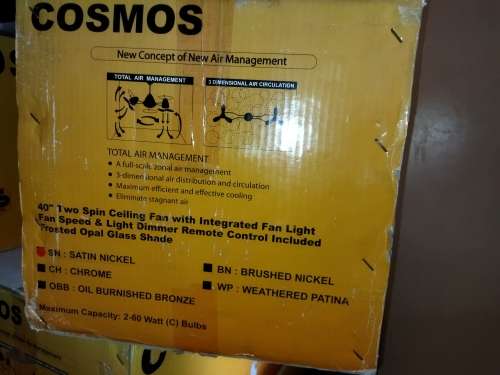 COSMOS
New Concept of New Air Management
TOTAL AIR MANAGEMENT
3 DIMENSIONAL AIR CIRCULATION
TOTAL AIR MANAGEMENT
• A full-scale zonal air management
• 3-dimensional air distribution and circulation
• Maximum efficient and effective cooling
• Eliminate stagnant air
40" Two Spin Ceiling Fan with Integrated Fan Light
Fan Speed & Light Dimmer Remote Control Included
Frosted Opal Glass Shade
SN : SATIN NICKEL
CH : CHROME
OBB : OIL BURNISHED BRONZE
BN : BRUSHED NICKEL
WP : WEATHERED PATINA
Maximum Capacity: 2-60 Watt (C) Bulbs